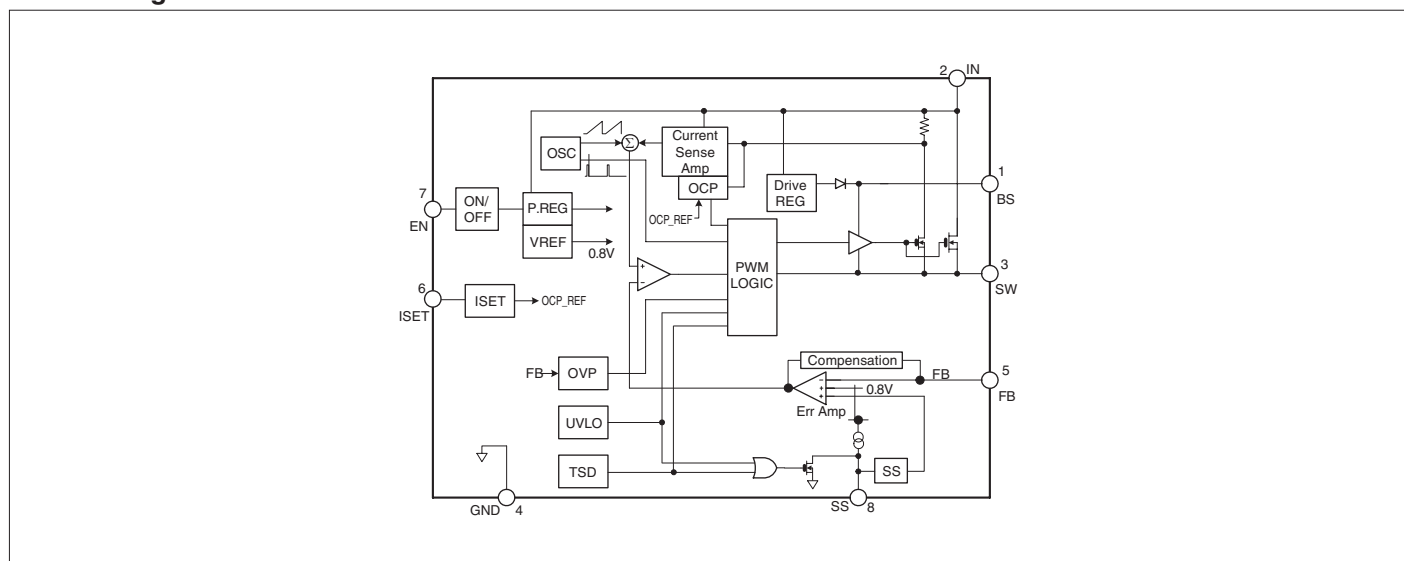 2
IN
OSC
Σ
Current
Sense
Amp
OCP
OCP_REF
Drive
REG
1
BS
7
EN
ON/
OFF
P.REG
VREF
0.8V
+
−
PWM
LOGIC
3
SW
6
ISET
ISET
OCP_REF
FB
OVP
Compensation
FB
5
FB
−
+
+
0.8V
Err Amp
UVLO
TSD
SS
GND
4
SS
8